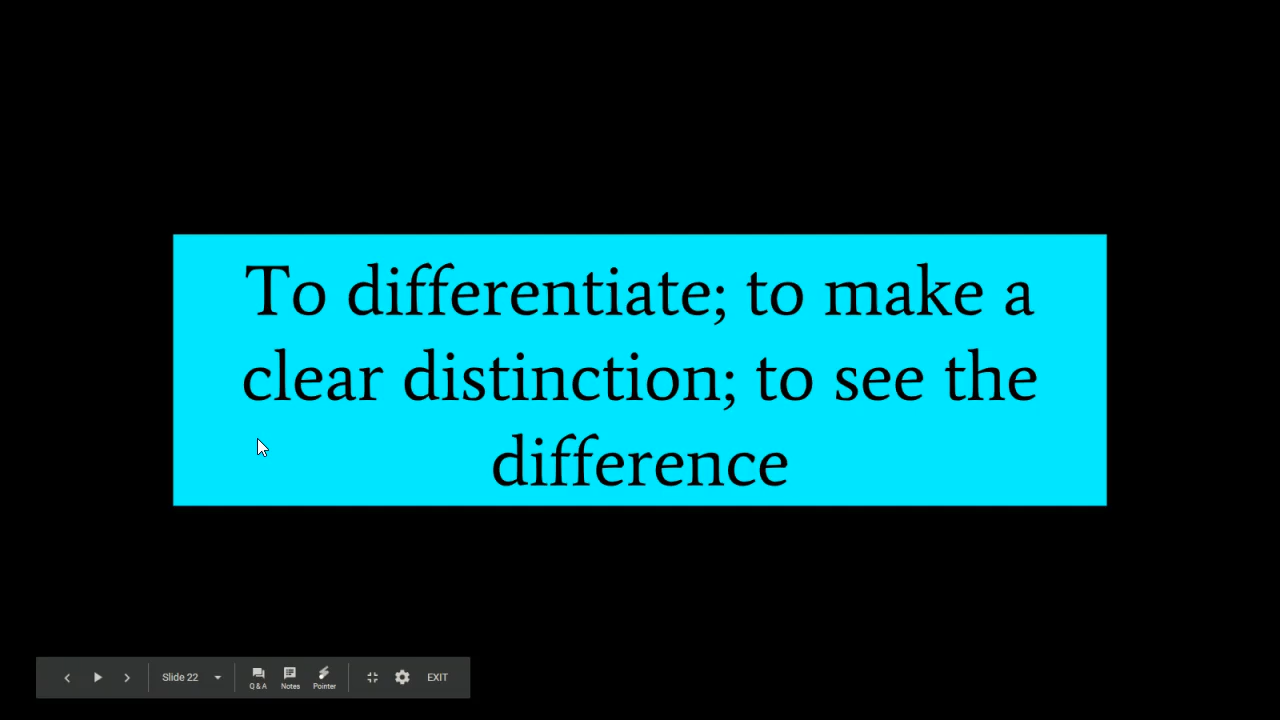 To differentiate; to make a
clear distinction; to see the
difference
Slide 22
Q & A
Notes
Pointer
EXIT